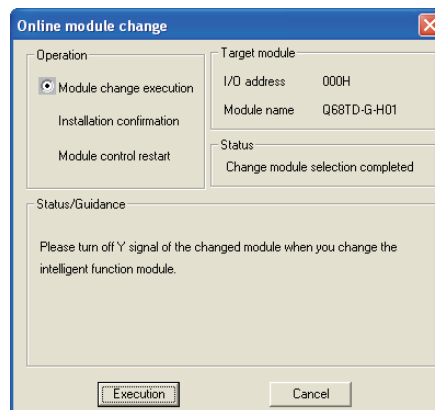 Online module change
Operation
Module change execution
Installation confirmation
Module control restart
Target module
I/O address 000H
Module name Q68TD-G-H01
Status
Change module selection completed
Status/Guidance
Please turn off Y signal of the changed module when you change the
intelligent function module.
Execution Cancel